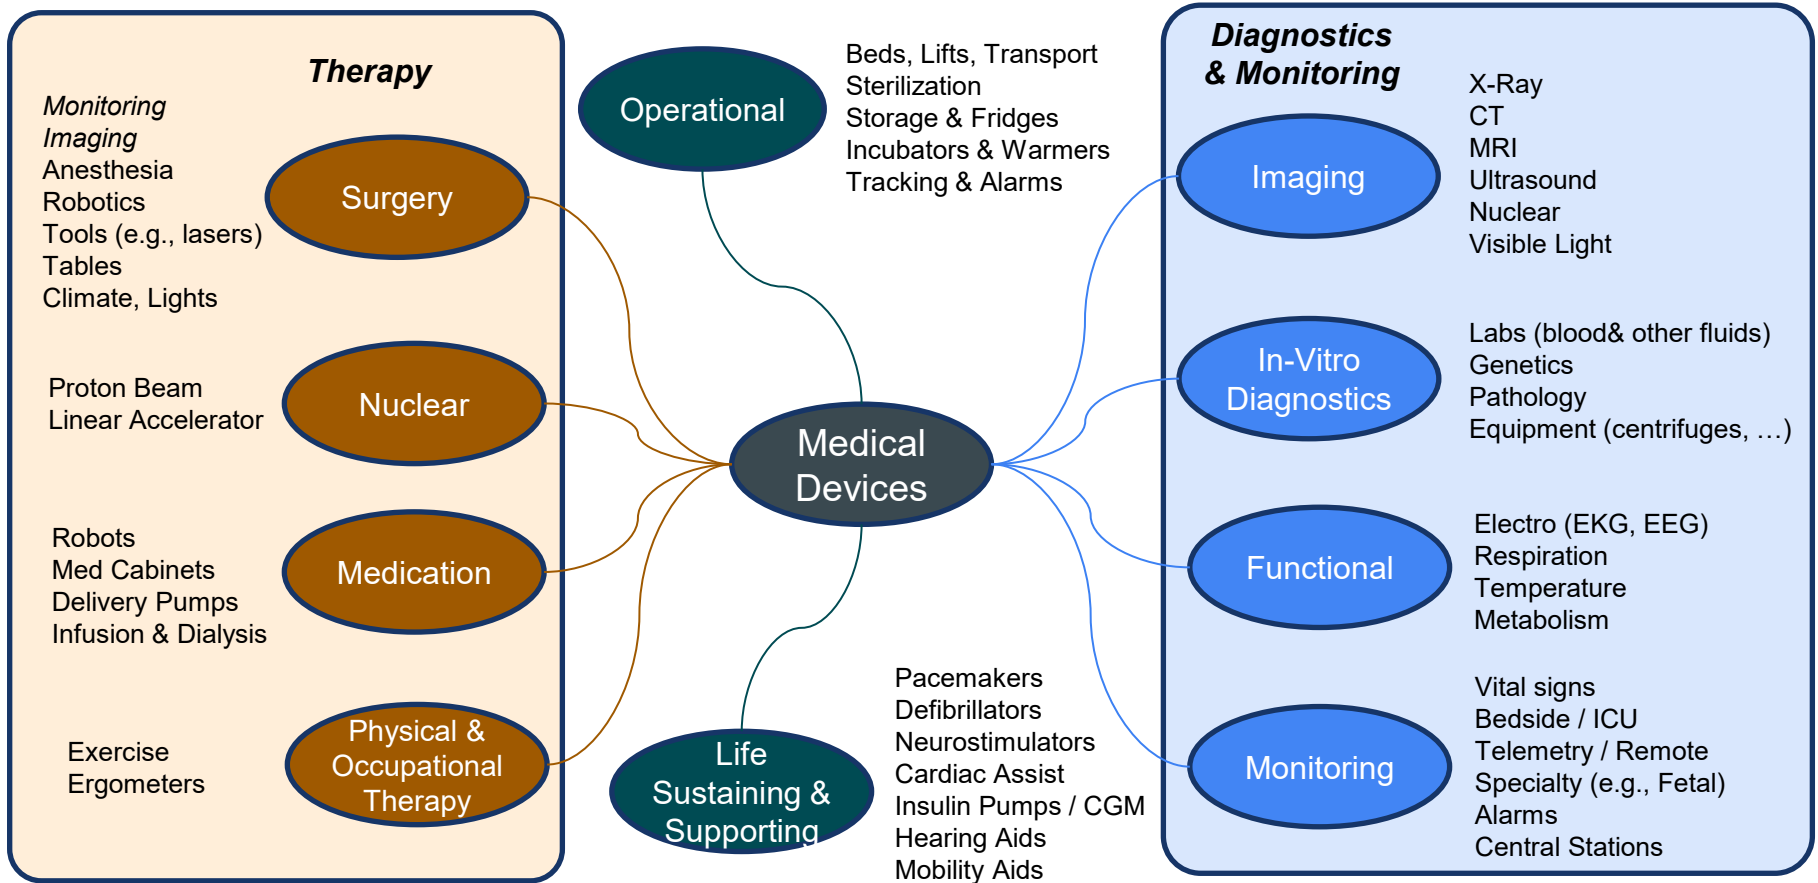 Therapy
Monitoring
Imaging
Anesthesia
Robotics
Tools (e.g., lasers)
Tables
Climate, Lights
Surgery
Proton Beam
Linear Accelerator
Nuclear
Robots
Med Cabinets
Delivery Pumps
Infusion & Dialysis
Medication
Exercise
Ergometers
Physical &
Occupational
Therapy
Operational
Beds, Lifts, Transport
Sterilization
Storage & Fridges
Incubators & Warmers
Tracking & Alarms
Medical
Devices
Life
Sustaining &
Supporting
Pacemakers
Defibrillators
Neurostimulators
Cardiac Assist
Insulin Pumps / CGM
Hearing Aids
Mobility Aids
Diagnostics
& Monitoring
Imaging
X-Ray
CT
MRI
Ultrasound
Nuclear
Visible Light
In-Vitro
Diagnostics
Labs (blood& other fluids)
Genetics
Pathology
Equipment (centrifuges, …)
Functional
Electro (EKG, EEG)
Respiration
Temperature
Metabolism
Monitoring
Vital signs
Bedside / ICU
Telemetry / Remote
Specialty (e.g., Fetal)
Alarms
Central Stations